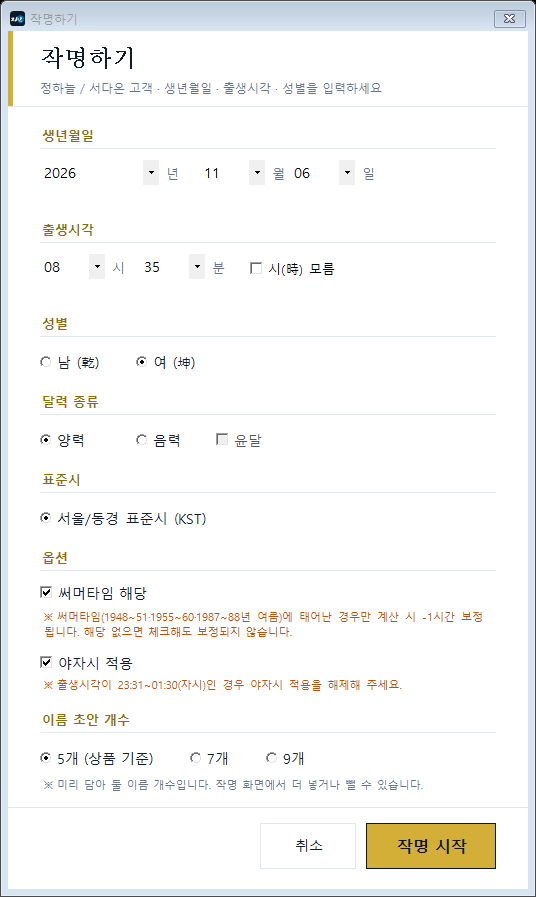 작명하기
작명하기
정하늘 / 서다온 고객 · 생년월일 · 출생시각 · 성별을 입력하세요
생년월일
2026 년 11 월 06 일
출생시각
08 시 35 분 시(時) 모름
성별
남 (乾) 여 (坤)
달력 종류
양력 음력 윤달
표준시
서울/동경 표준시 (KST)
옵션
써머타임 해당
※ 써머타임(1948~51·1955~60·1987~88년 여름)에 태어난 경우만 계산 시 -1시간 보정
됩니다. 해당 없으면 체크해도 보정되지 않습니다.
야자시 적용
※ 출생시각이 23:31~01:30(자시)인 경우 야자시 적용을 해제해 주세요.
이름 초안 개수
5개 (상품 기준) 7개 9개
※ 미리 담아 둘 이름 개수입니다. 작명 화면에서 더 넣거나 뺄 수 있습니다.
취소 작명 시작